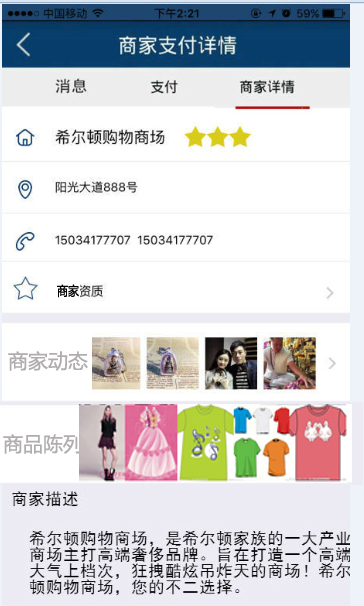 中国移动 下午2:21 59%
商家支付详情
消息 支付 商家详情
希尔顿购物商场
阳光大道888号
15034177707 15034177707
商家资质
商家动态
商品陈列
商家描述
希尔顿购物商场，是希尔顿家族的一大产业
商场主打高端奢侈品牌。旨在打造一个高端
大气上档次，狂拽酷炫吊炸天的商场！希尔
顿购物商场，您的不二选择。